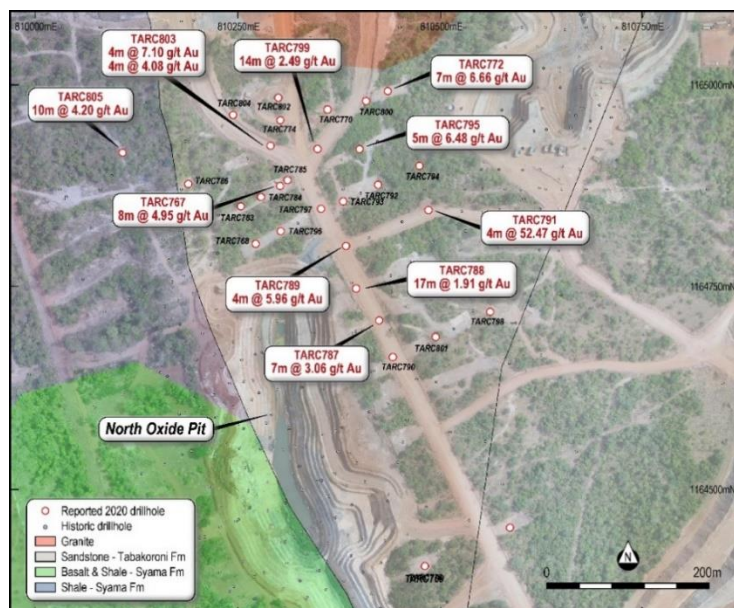 810000mE
810250mE
810500mE
810750mE
TARC803
4m @ 7.10 g/t Au
4m @ 4.08 g/t Au
TARC799
14m @ 2.49 g/t Au
TARC772
7m @ 6.66 g/t Au
1165000mN
TARC805
10m @ 4.20 g/t Au
TARC804
TARC770
TARC800
TARC774
TARC795
5m @ 6.48 g/t Au
TARC785
TARC794
TARC786
TARC792
TARC784
TARC793
TARC767
8m @ 4.95 g/t Au
TARC763
TARC797
TARC791
4m @ 52.47 g/t Au
TARC796
TARC768
TARC789
4m @ 5.96 g/t Au
TARC788
17m @ 1.91 g/t Au
1164750mN
TARC798
TARC801
TARC787
7m @ 3.06 g/t Au
TARC790
North Oxide Pit
1164500mN
Reported 2020 drillhole
Historic drillhole
Granite
Sandstone - Tabakoroni Fm
Basalt & Shale - Syama Fm
Shale - Syama Fm
N
0
200m